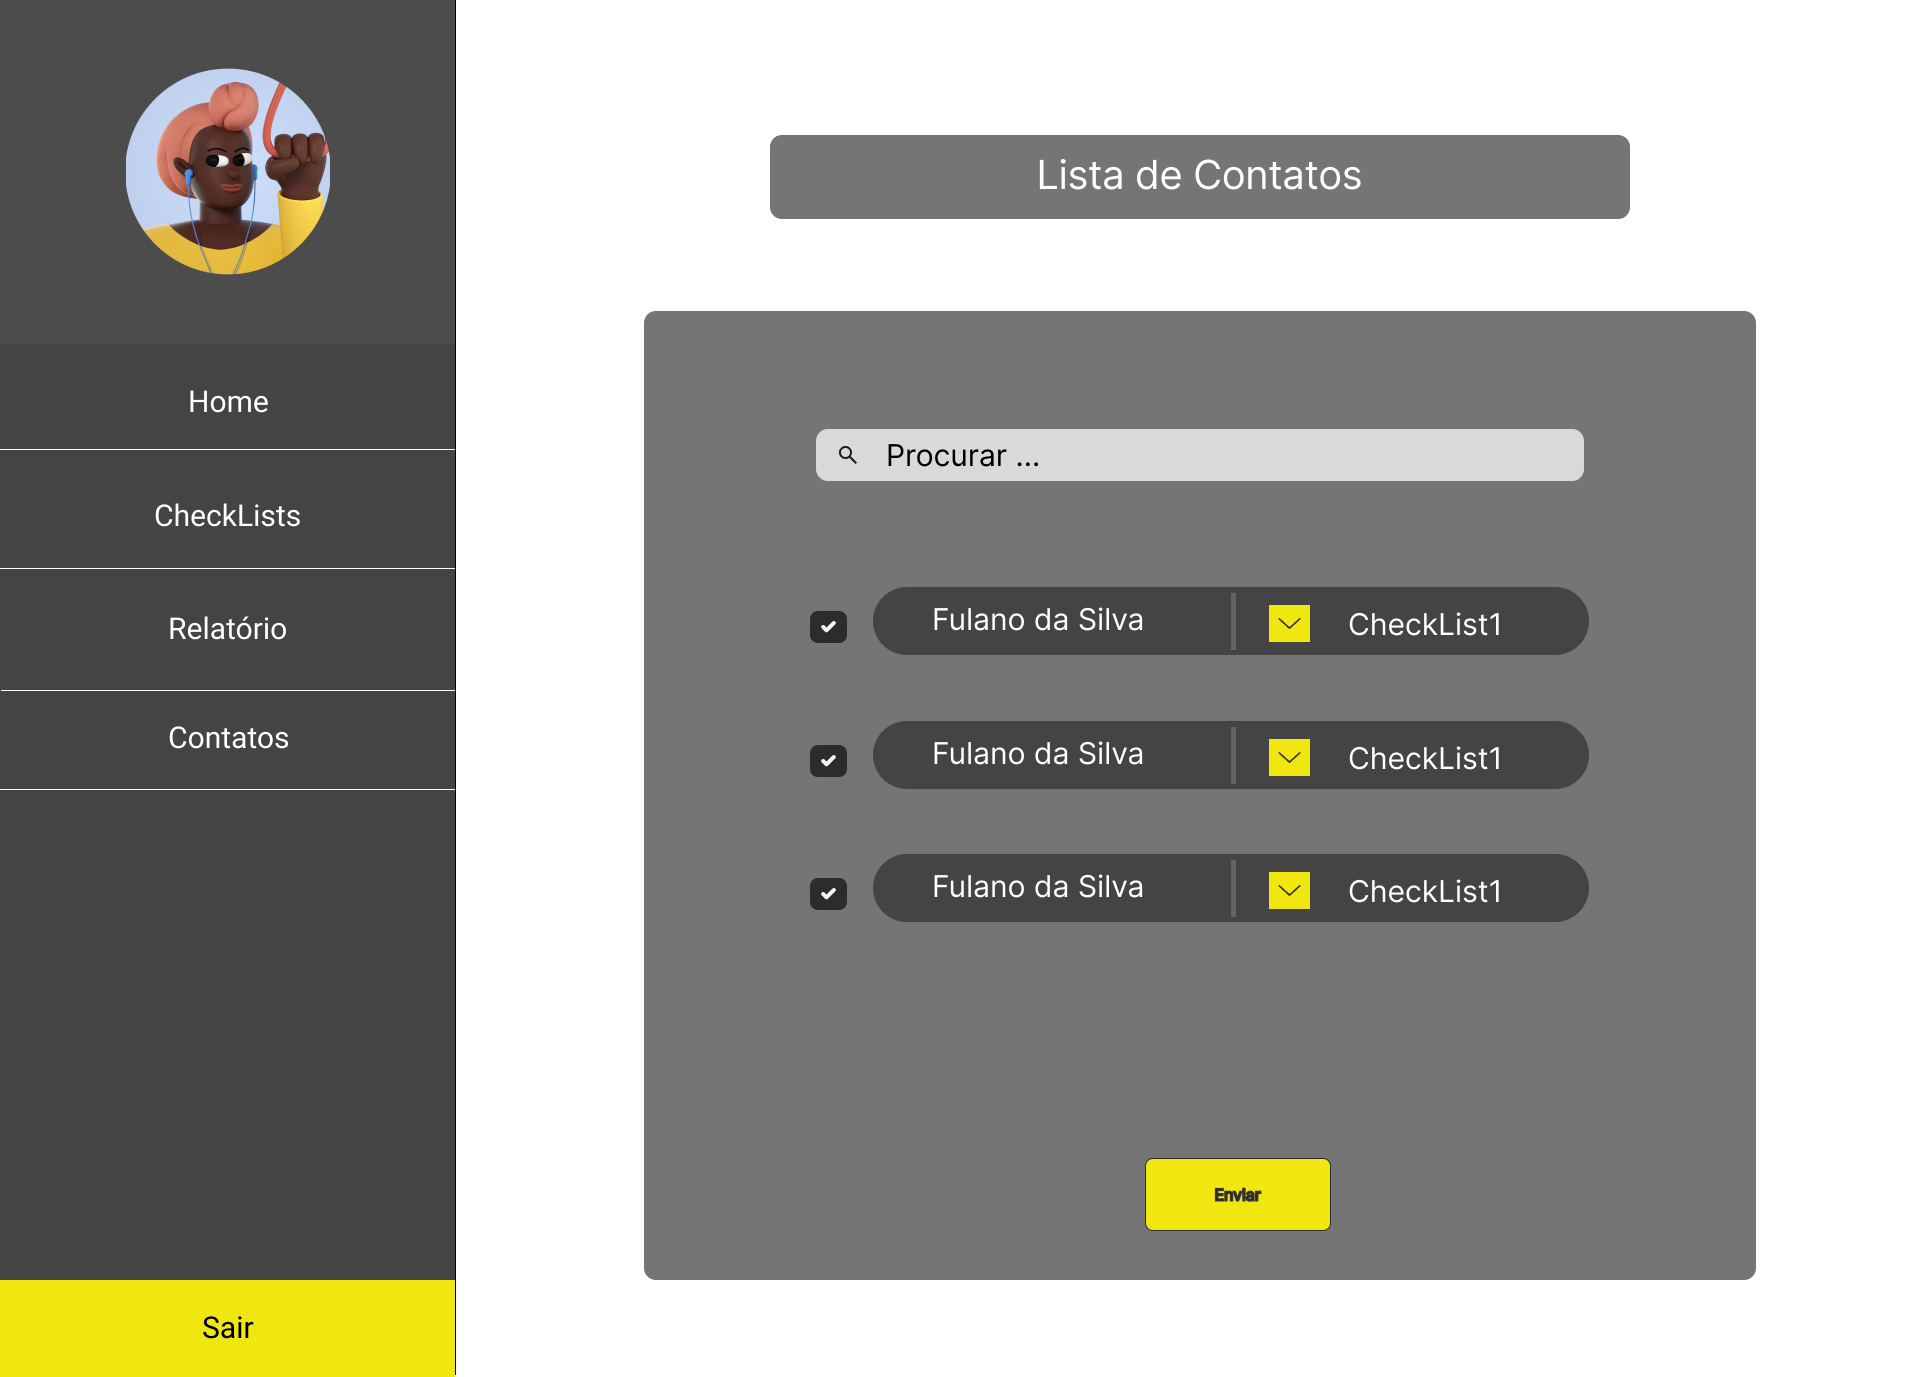 Home
CheckLists
Relatório
Contatos
Sair
Lista de Contatos
Procurar ...
Fulano da Silva
CheckList1
Fulano da Silva
CheckList1
Fulano da Silva
CheckList1
Enviar